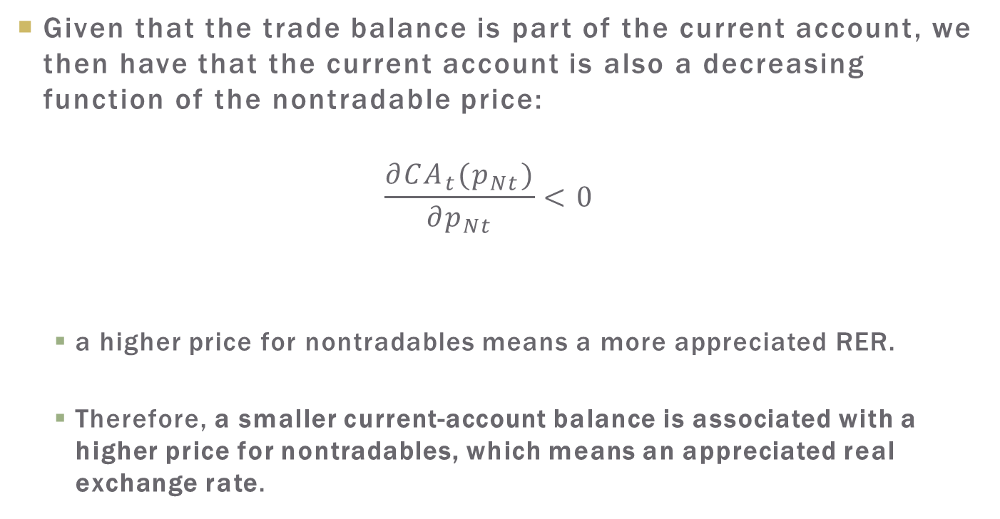 Given that the trade balance is part of the current account, we
then have that the current account is also a decreasing
function of the nontradable price:
∂CA_t(p_{Nt})
< 0
∂p_{Nt}
a higher price for nontradables means a more appreciated RER.
Therefore, a smaller current-account balance is associated with a
higher price for nontradables, which means an appreciated real
exchange rate.